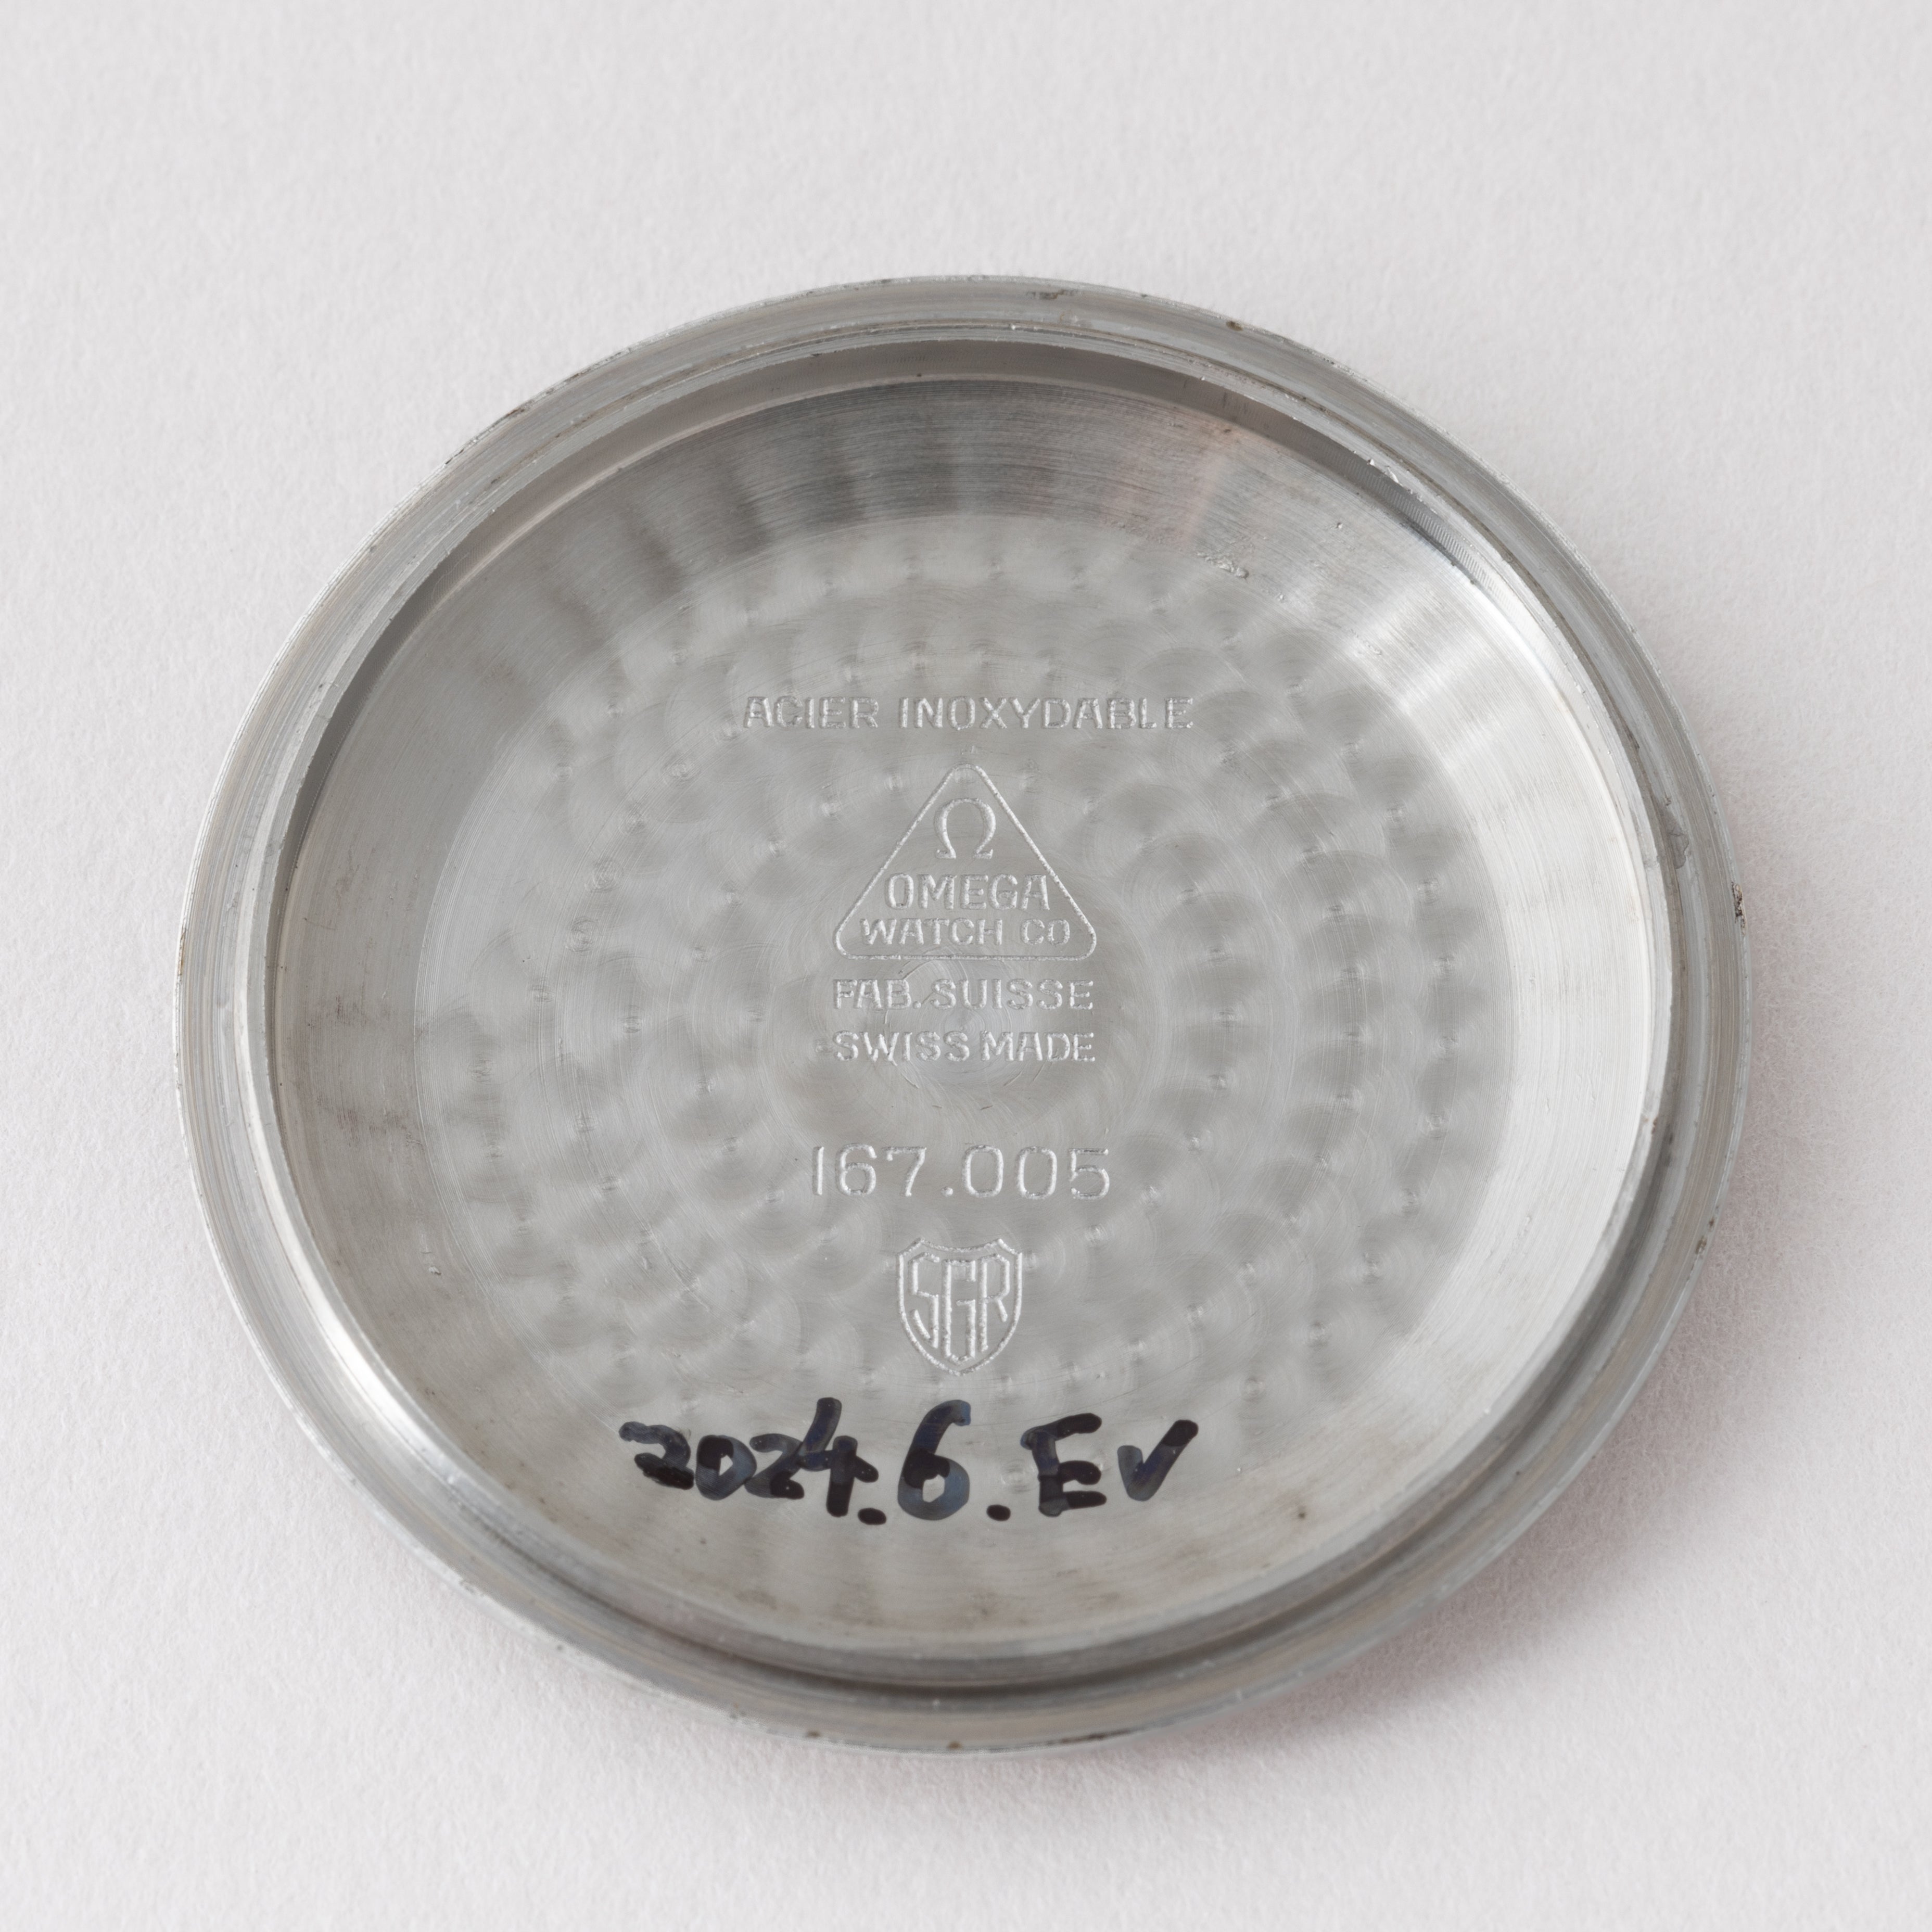 ACIER INOXYDABLE
Ω
OMEGA
WATCH CO
FAB. SUISSE
SWISS MADE
167.005
SGR
2024.6.Ev